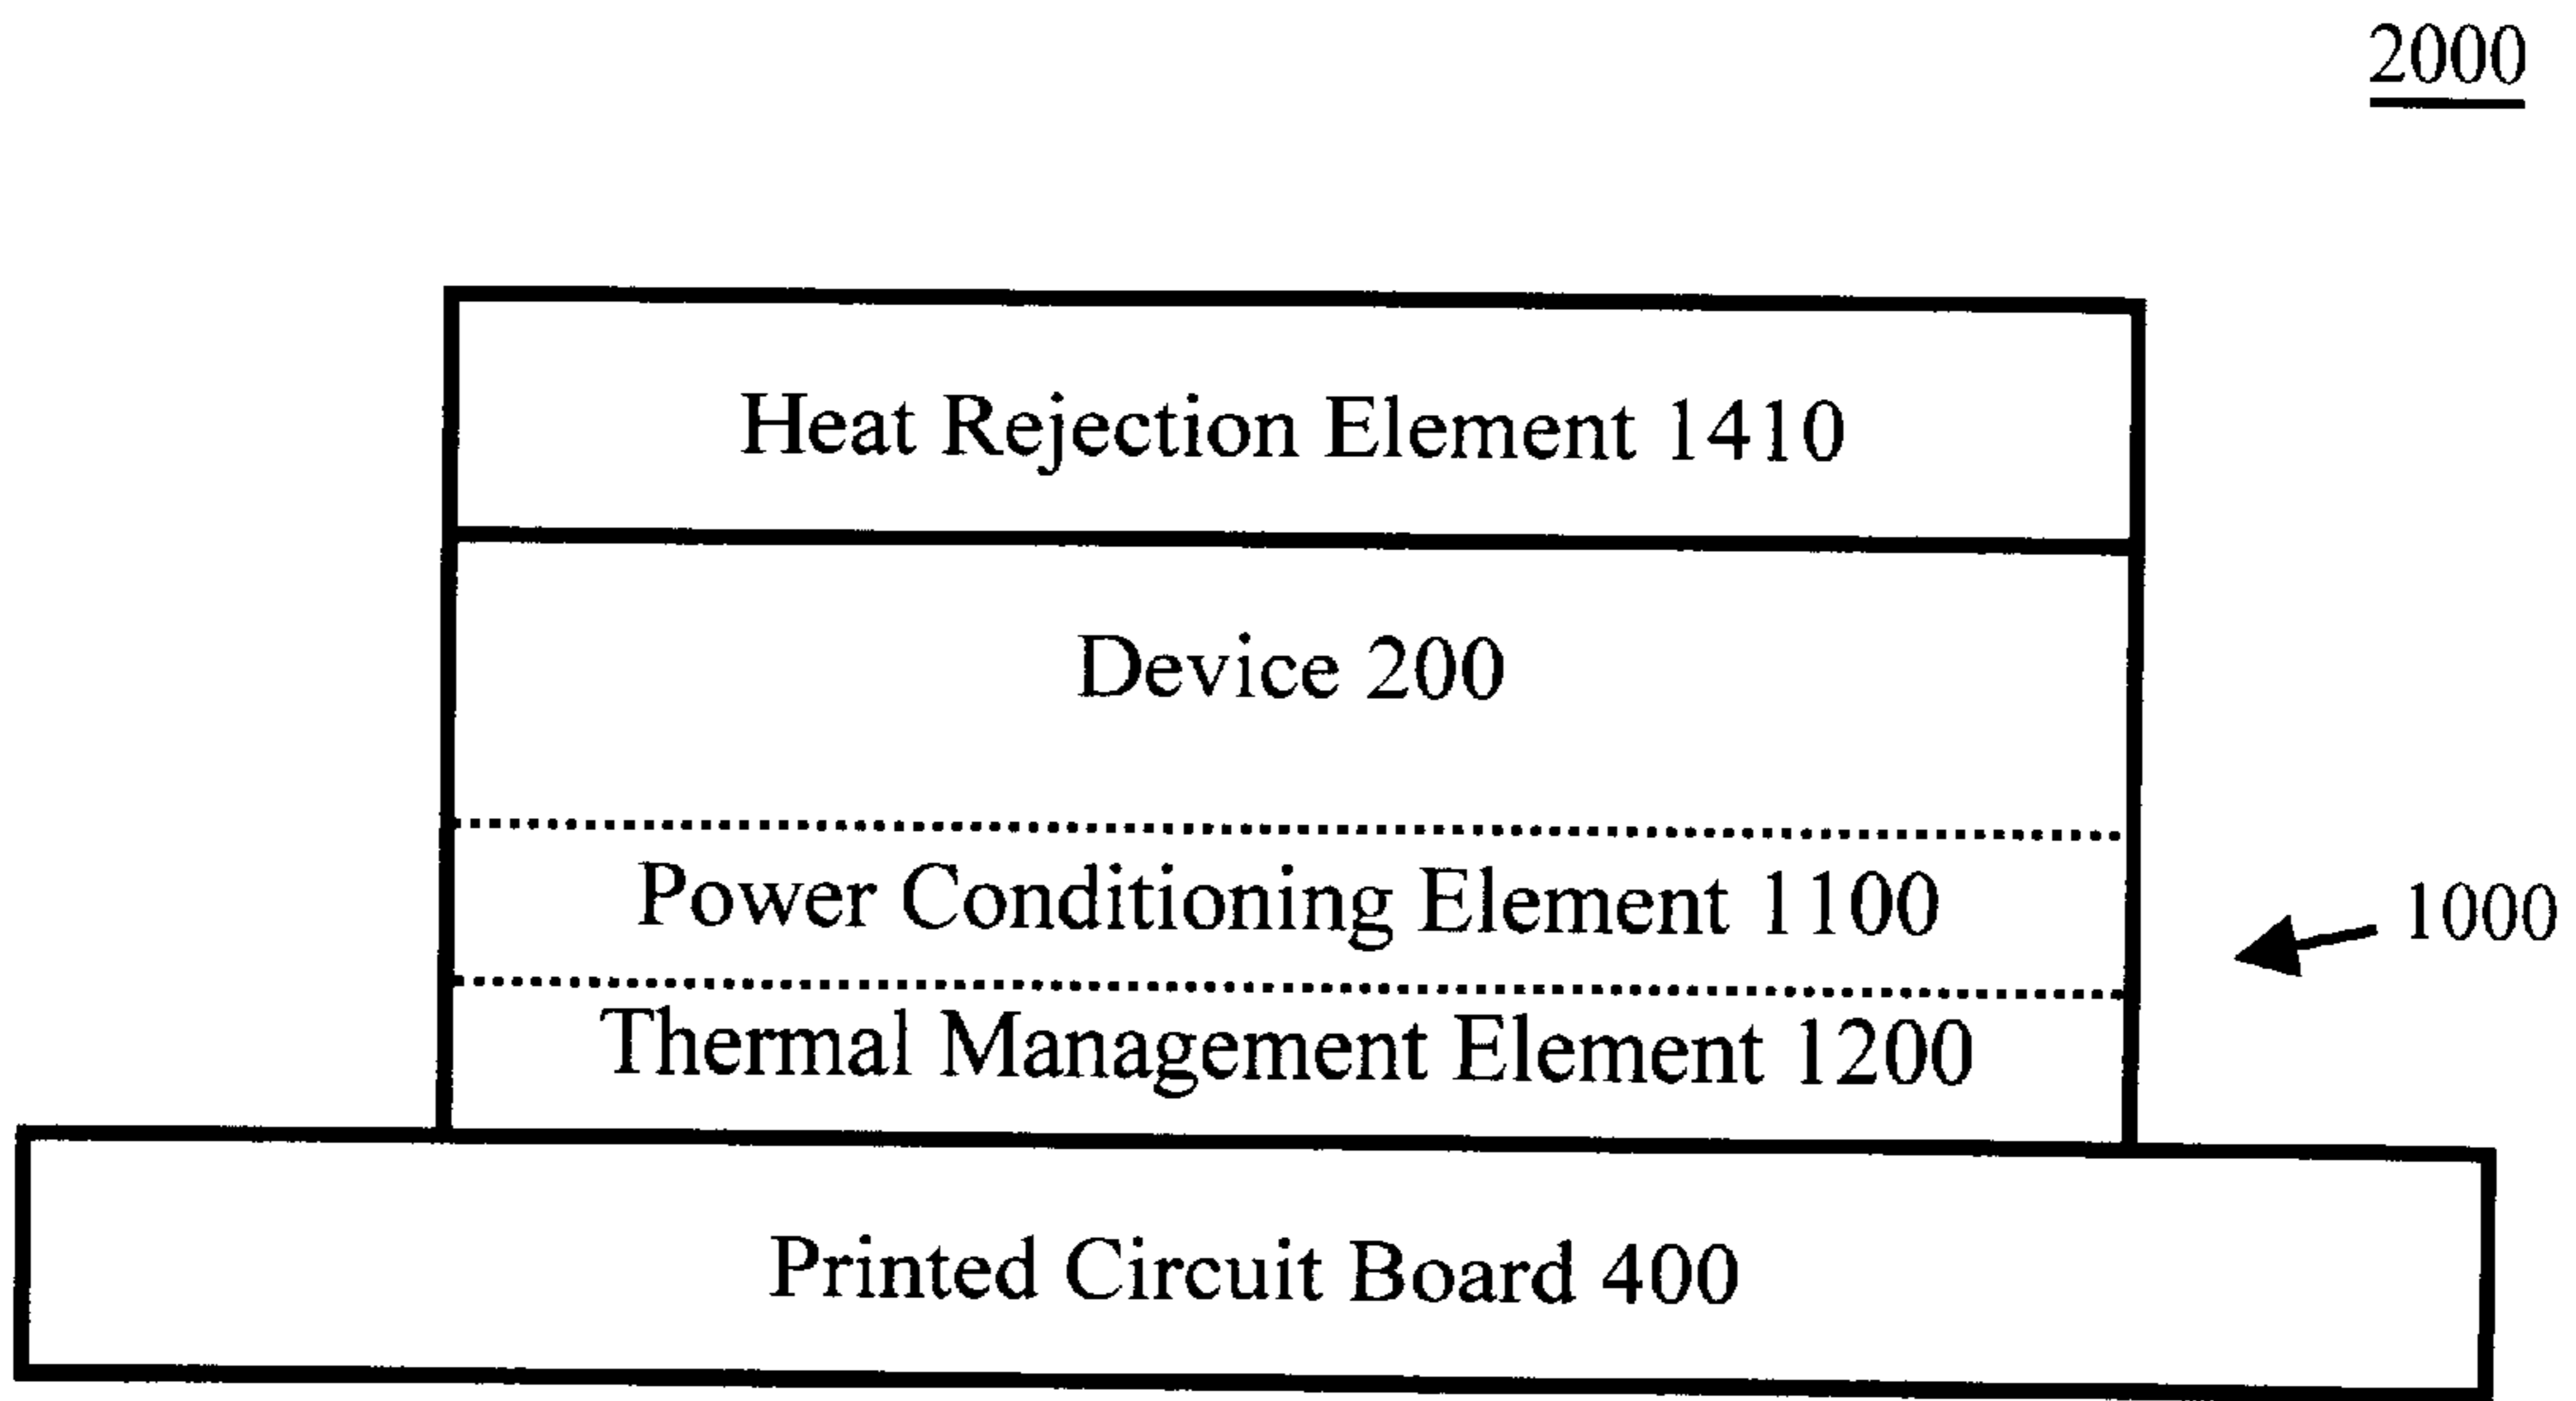 2000
Heat Rejection Element 1410
Device 200
Power Conditioning Element 1100
1000
Thermal Management Element 1200
Printed Circuit Board 400